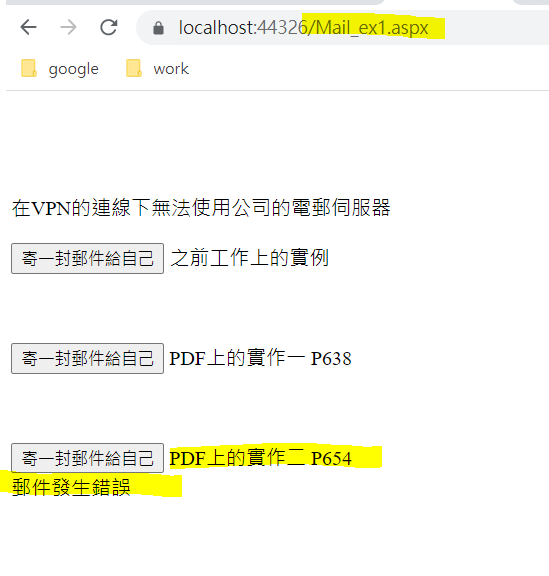 localhost:44326/Mail_ex1.aspx
google work
在VPN的連線下無法使用公司的電郵伺服器
寄一封郵件給自己 之前工作上的實例
寄一封郵件給自己 PDF上的實作一 P638
寄一封郵件給自己 PDF上的實作二 P654
郵件發生錯誤